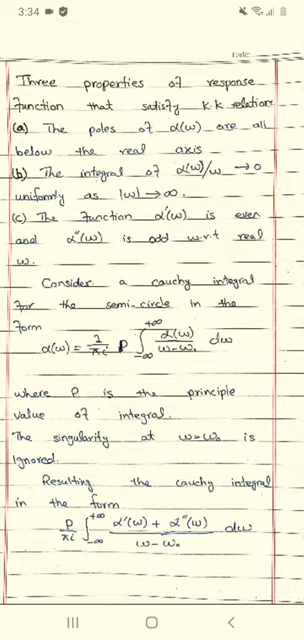 3:34
Date:
Three properties of response
function that satisfy K.K relation.
(a) The poles of α(ω) are all
below the real axis
(b) The integral of α(ω)/ω → 0
uniformly as |ω| → ∞.
(c) The function α'(ω) is even
and α"(ω) is odd w.r.t real
ω.
Consider a cauchy integral
for the semi-circle in the
form
α(ω) = 1/πi P ∫_{-∞}^{+∞} α(ω)/(ω-ω₀) dω
where P is the principle
value of integral.
The singularity at ω=ω₀ is
ignored.
Resulting the cauchy integral
in the form
P/πi ∫_{-∞}^{+∞} (α'(ω) + α"(ω))/(ω-ω₀) dω